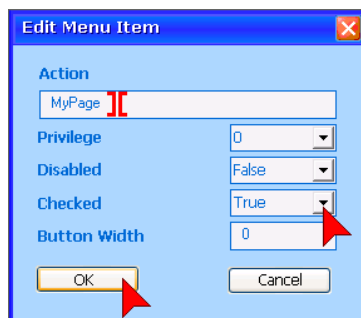 Edit Menu Item
Action
MyPage
Privilege 0
Disabled False
Checked True
Button Width 0
OK Cancel